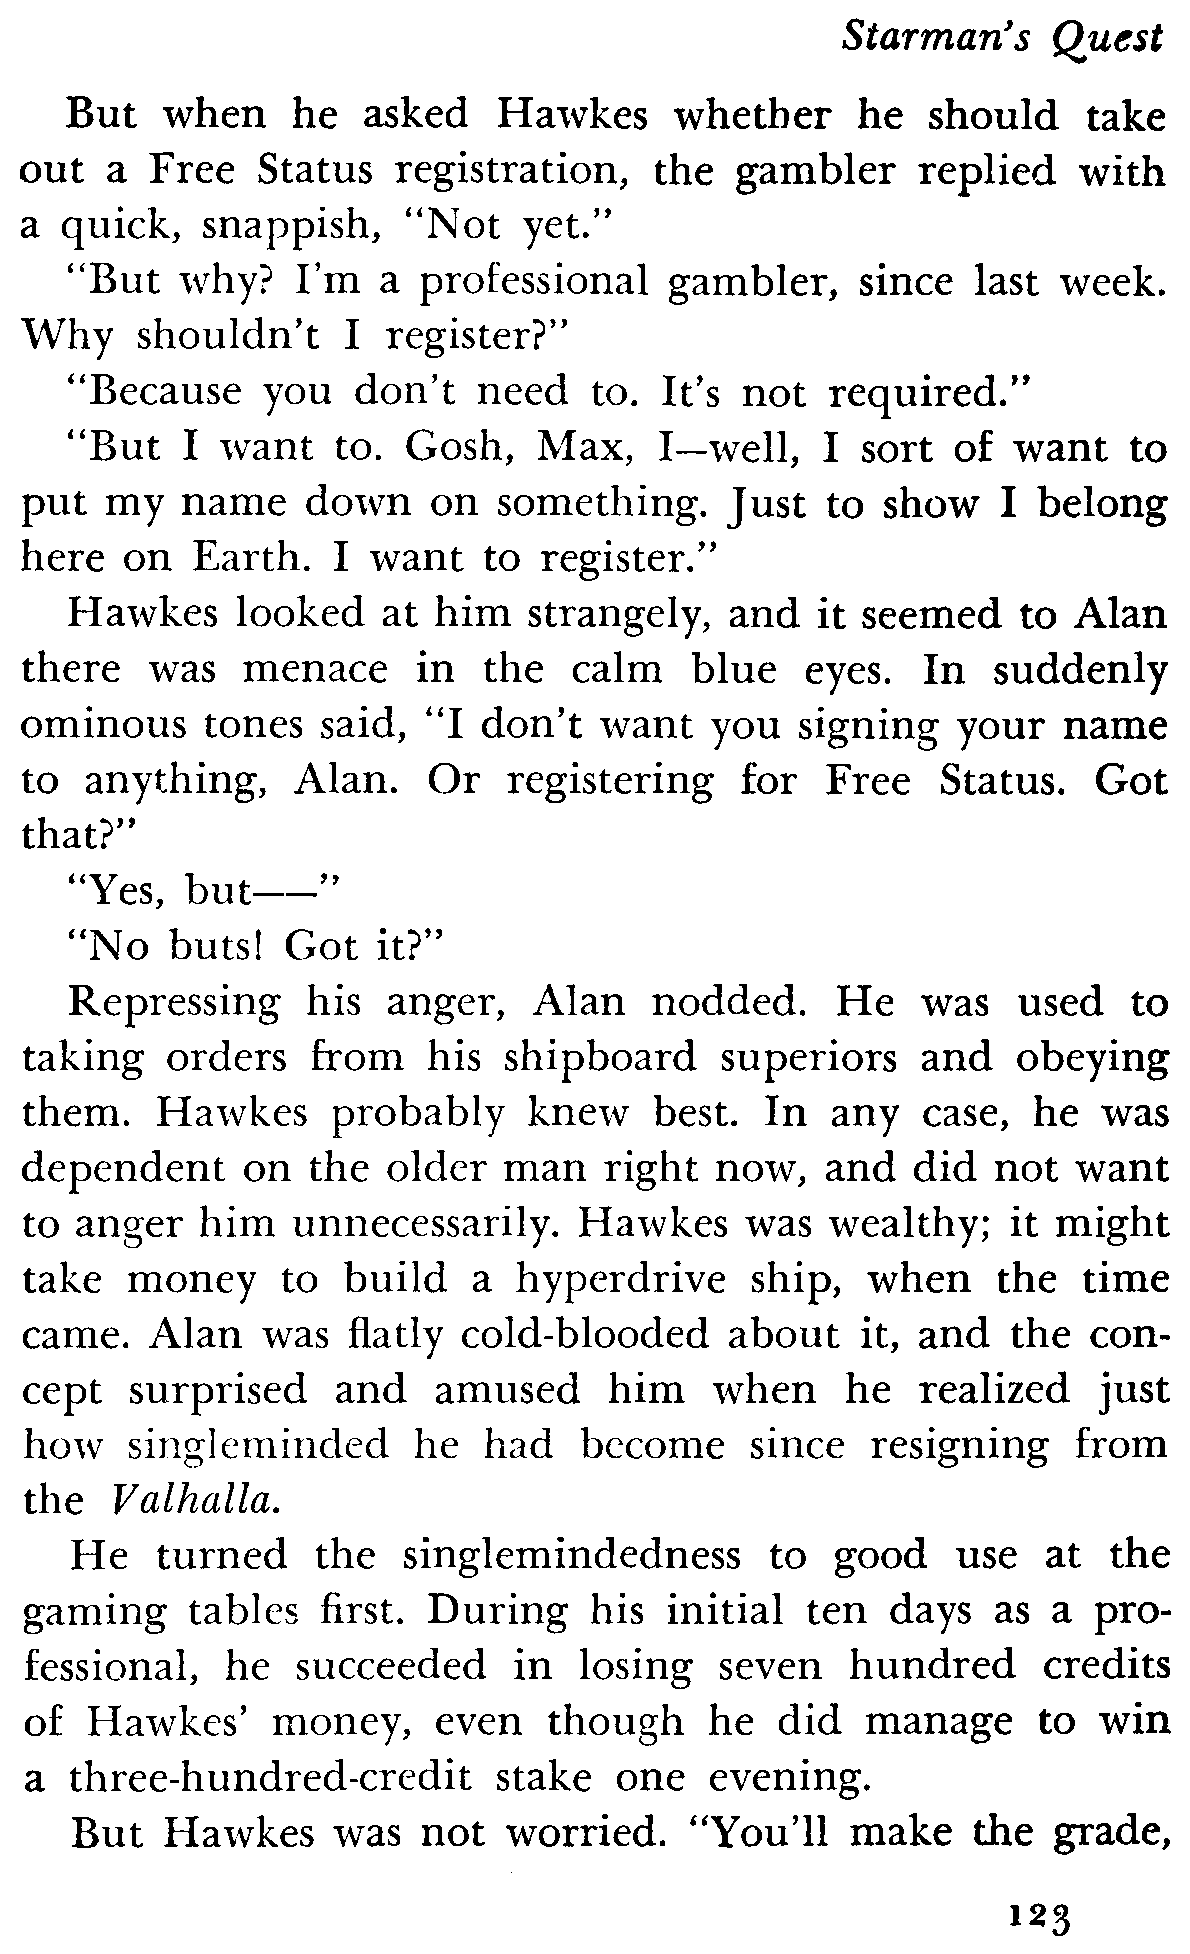 Starman's Quest
But when he asked Hawkes whether he should take
out a Free Status registration, the gambler replied with
a quick, snappish, “Not yet.”
“But why? I'm a professional gambler, since last week.
Why shouldn't I register?”
“Because you don't need to. It's not required.”
“But I want to. Gosh, Max, I—well, I sort of want to
put my name down on something. Just to show I belong
here on Earth. I want to register.”
Hawkes looked at him strangely, and it seemed to Alan
there was menace in the calm blue eyes. In suddenly
ominous tones said, “I don't want you signing your name
to anything, Alan. Or registering for Free Status. Got
that?”
“Yes, but——”
“No buts! Got it?”
Repressing his anger, Alan nodded. He was used to
taking orders from his shipboard superiors and obeying
them. Hawkes probably knew best. In any case, he was
dependent on the older man right now, and did not want
to anger him unnecessarily. Hawkes was wealthy; it might
take money to build a hyperdrive ship, when the time
came. Alan was flatly cold-blooded about it, and the con-
cept surprised and amused him when he realized just
how singleminded he had become since resigning from
the Valhalla.
He turned the singlemindedness to good use at the
gaming tables first. During his initial ten days as a pro-
fessional, he succeeded in losing seven hundred credits
of Hawkes' money, even though he did manage to win
a three-hundred-credit stake one evening.
But Hawkes was not worried. “You'll make the grade,
123